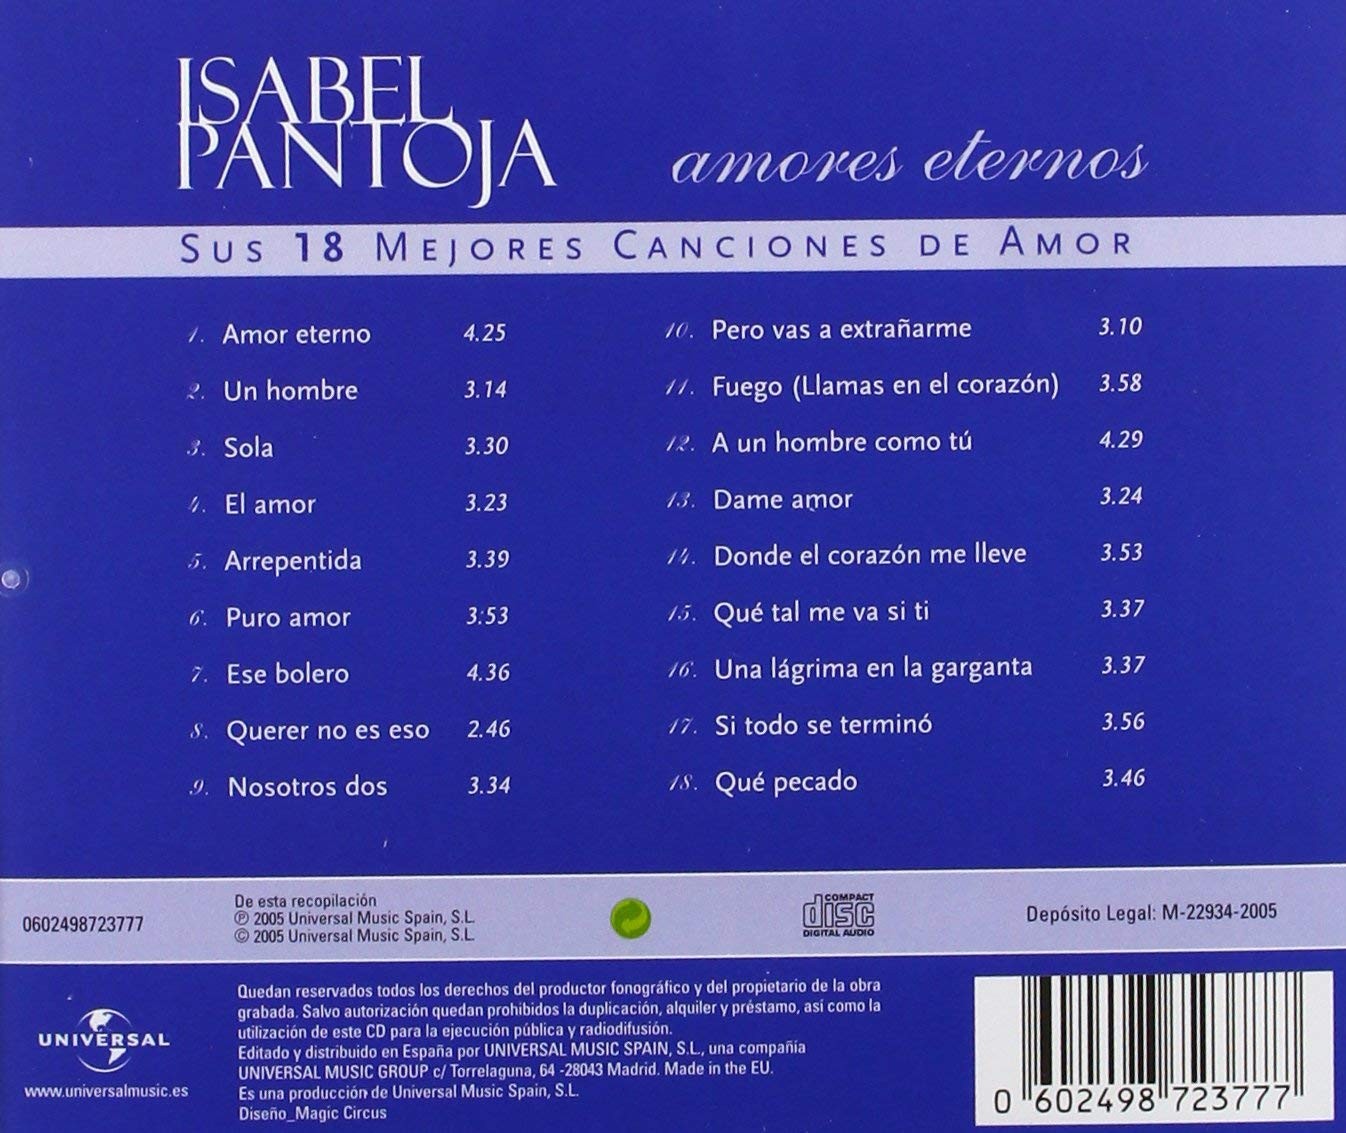 ISABEL
PANTOJA
amores eternos
SUS 18 MEJORES CANCIONES DE AMOR
1. Amor eterno 4.25
2. Un hombre 3.14
3. Sola 3.30
4. El amor 3.23
5. Arrepentida 3.39
6. Puro amor 3:53
7. Ese bolero 4.36
8. Querer no es eso 2.46
9. Nosotros dos 3.34
10. Pero vas a extrañarme 3.10
11. Fuego (Llamas en el corazón) 3.58
12. A un hombre como tú 4.29
13. Dame amor 3.24
14. Donde el corazón me lleve 3.53
15. Qué tal me va si ti 3.37
16. Una lágrima en la garganta 3.37
17. Si todo se terminó 3.56
18. Qué pecado 3.46
0602498723777
De esta recopilación
℗ 2005 Universal Music Spain, S.L.
© 2005 Universal Music Spain, S.L.
COMPACT
disc
DIGITAL AUDIO
Depósito Legal: M-22934-2005
UNIVERSAL
www.universalmusic.es
Quedan reservados todos los derechos del productor fonográfico y del propietario de la obra
grabada. Salvo autorización quedan prohibidos la duplicación, alquiler y préstamo, así como la
utilización de este CD para la ejecución pública y radiodifusión.
Editado y distribuido en España por UNIVERSAL MUSIC SPAIN, S.L., una compañía
UNIVERSAL MUSIC GROUP c/ Torrelaguna, 64 -28043 Madrid. Made in the EU.
Es una producción de Universal Music Spain, S.L.
Diseño_Magic Circus
0 602498 723777